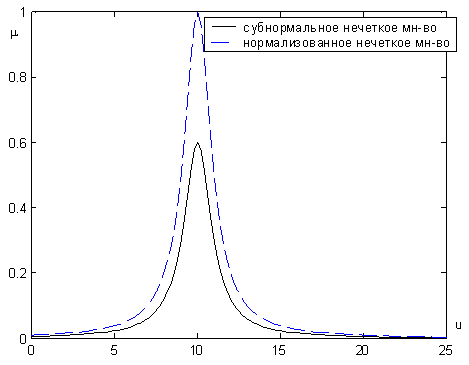 1
μ
субнормальное нечеткое мн-во
нормализованное нечеткое мн-во
0.8
0.6
0.4
0.2
0
u
0 5 10 15 20 25